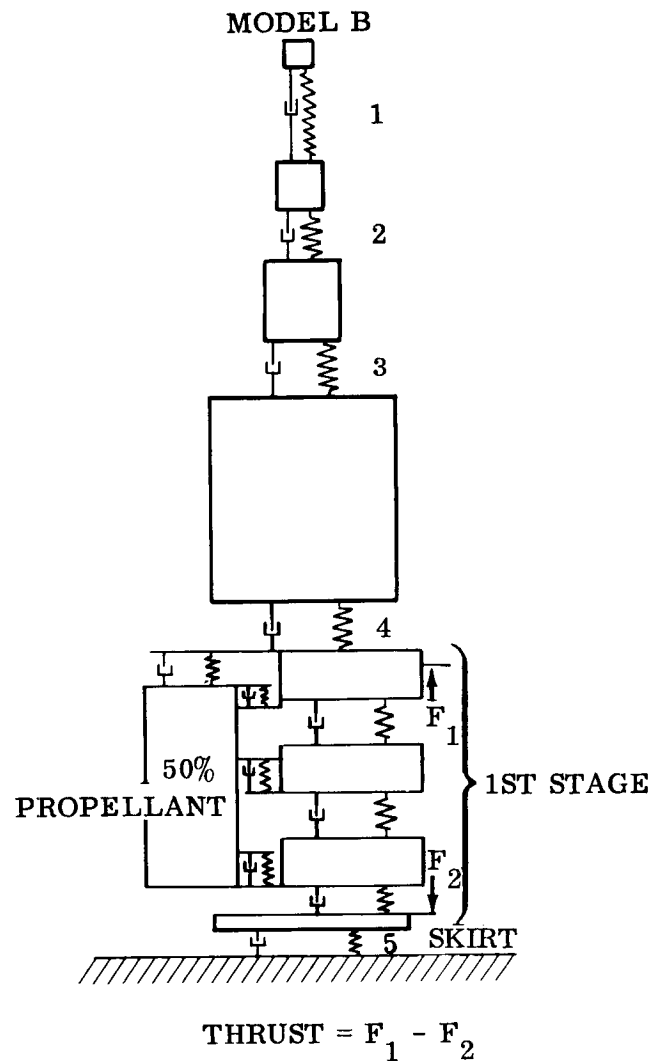 MODEL B
1
2
3
4
F1
50%
PROPELLANT
1ST STAGE
F2
SKIRT
5
THRUST = F1 - F2